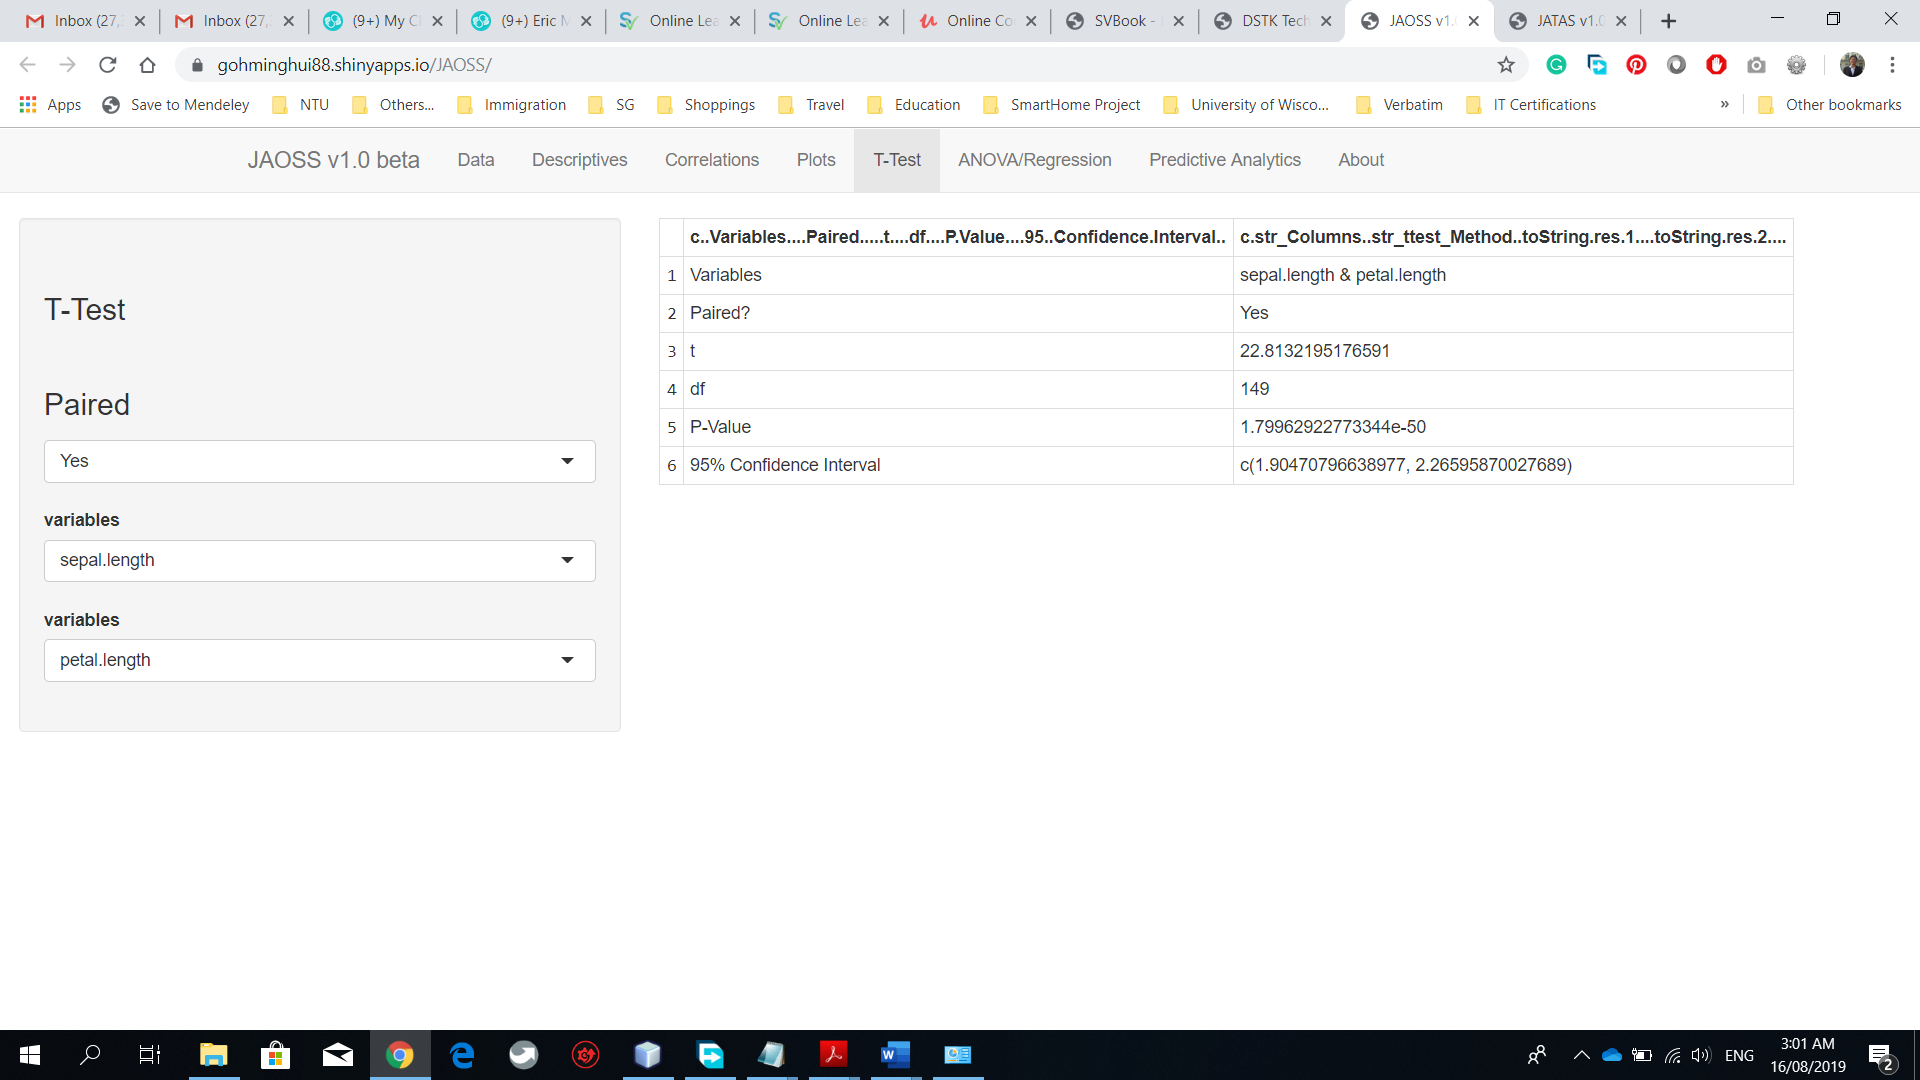 Inbox (27, Inbox (27, (9+) My C (9+) Eric M Online Lea Online Lea Online Co SVBook - DSTK Tech JAOSS v1. JATAS v1.0
gohminghui88.shinyapps.io/JAOSS/
Apps Save to Mendeley NTU Others... Immigration SG Shoppings Travel Education SmartHome Project University of Wisco... Verbatim IT Certifications » Other bookmarks
JAOSS v1.0 beta Data Descriptives Correlations Plots T-Test ANOVA/Regression Predictive Analytics About
T-Test
Paired
Yes
variables
sepal.length
variables
petal.length
c..Variables....Paired.....t....df....P.Value....95..Confidence.Interval.. c.str_Columns..str_ttest_Method..toString.res.1....toString.res.2....
1 Variables sepal.length & petal.length
2 Paired? Yes
3 t 22.8132195176591
4 df 149
5 P-Value 1.79962922773344e-50
6 95% Confidence Interval c(1.90470796638977, 2.26595870027689)
ENG
3:01 AM
16/08/2019
2